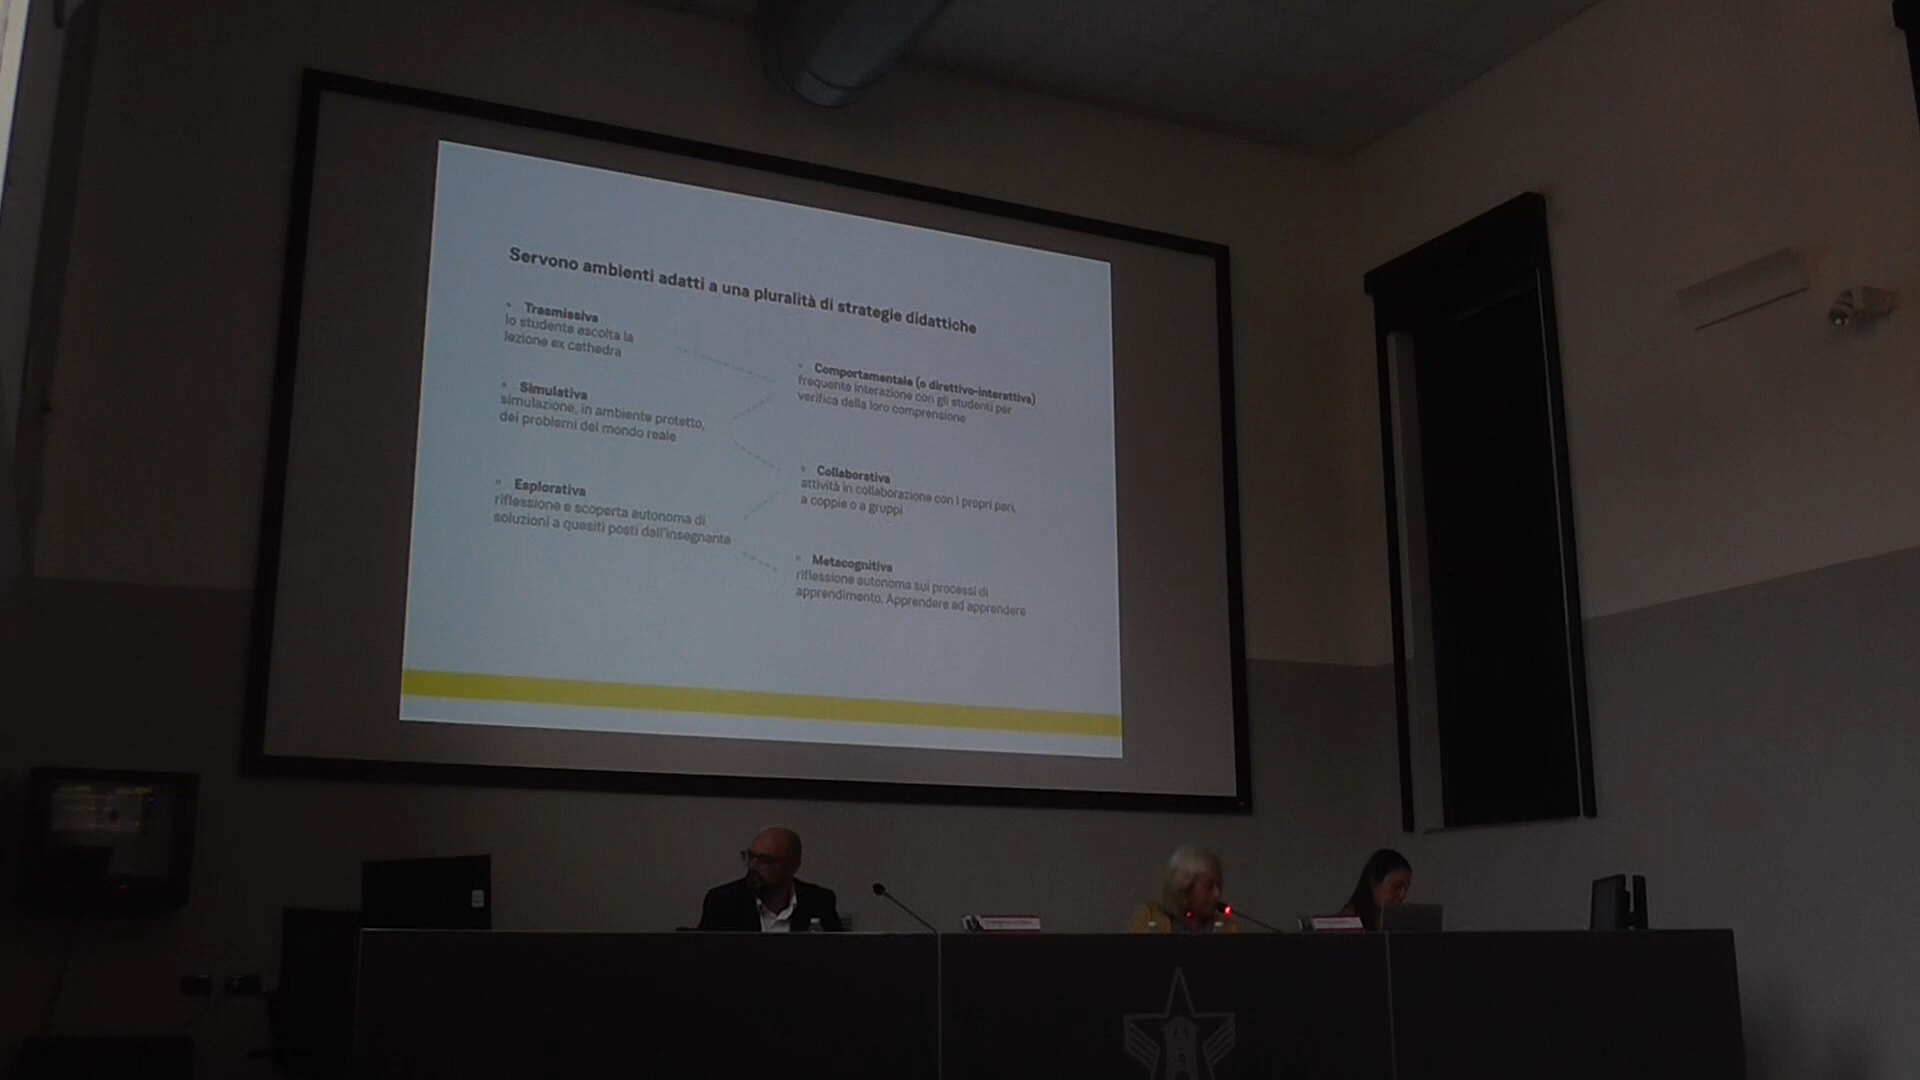 Servono ambienti adatti a una pluralità di strategie didattiche
• Trasmissiva
lo studente ascolta la
lezione ex cathedra
• Comportamentale (o direttivo-interattiva)
frequente interazione con gli studenti per
verifica della loro comprensione
• Simulativa
simulazione, in ambiente protetto,
dei problemi del mondo reale
• Collaborativa
attività in collaborazione con i propri pari,
a coppie o a gruppi
• Esplorativa
riflessione e scoperta autonoma di
soluzioni a quesiti posti dall'insegnante
• Metacognitiva
riflessione autonoma sui processi di
apprendimento. Apprendere ad apprendere